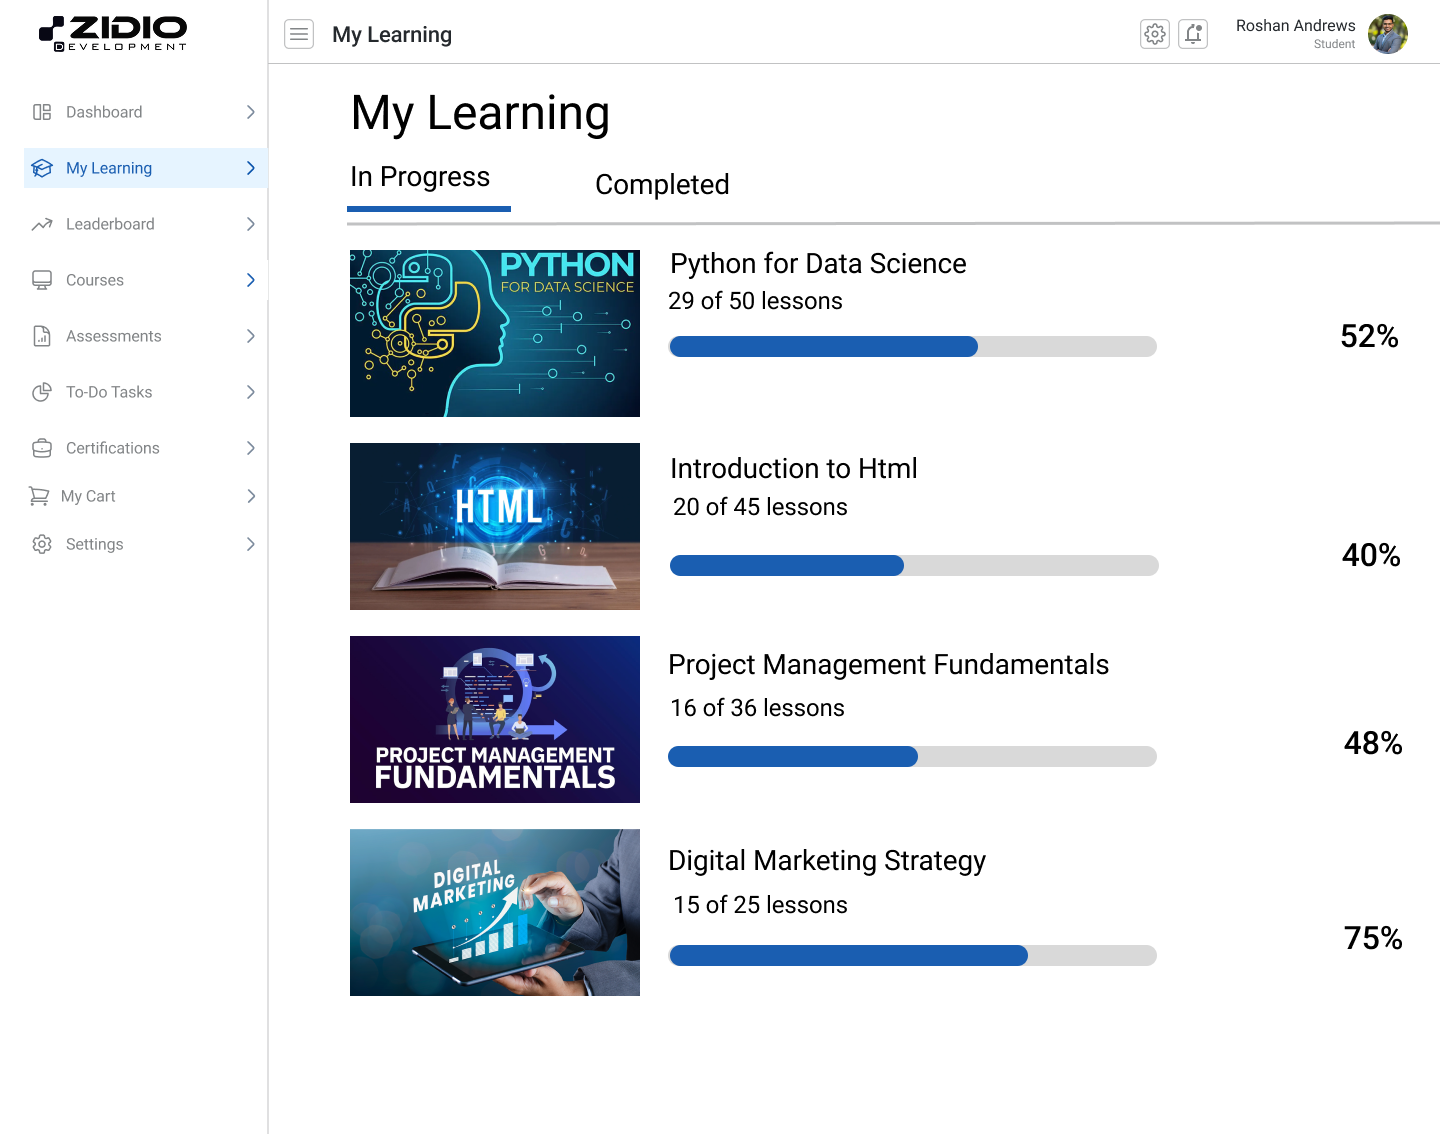 ZIDIO
DEVELOPMENT
My Learning
Roshan Andrews
Student
Dashboard
My Learning
Leaderboard
Courses
Assessments
To-Do Tasks
Certifications
My Cart
Settings
My Learning
In Progress
Completed
PYTHON
FOR DATA SCIENCE
Python for Data Science
29 of 50 lessons
52%
HTML
Introduction to Html
20 of 45 lessons
40%
PROJECT MANAGEMENT
FUNDAMENTALS
Project Management Fundamentals
16 of 36 lessons
48%
DIGITAL
MARKETING
Digital Marketing Strategy
15 of 25 lessons
75%